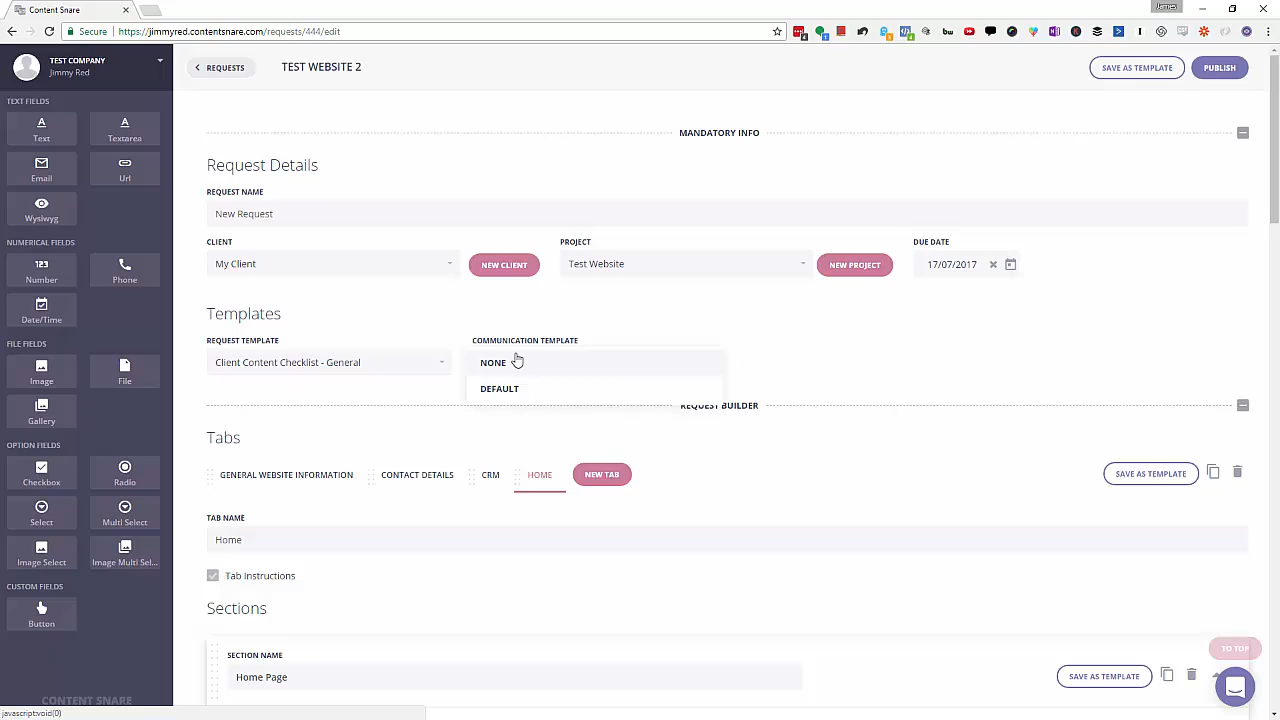 Content Snare
James
Secure
https://jimmyred.contentsnare.com/requests/444/edit
TEST COMPANY
Jimmy Red
REQUESTS
TEST WEBSITE 2
SAVE AS TEMPLATE
PUBLISH
TEXT FIELDS
Text
Textarea
Email
Url
Wysiwyg
NUMERICAL FIELDS
123
Number
Phone
Date/Time
FILE FIELDS
Image
File
Gallery
OPTION FIELDS
Checkbox
Radio
Select
Multi Select
Image Select
Image Multi Sel...
CUSTOM FIELDS
Button
CONTENT SNARE
MANDATORY INFO
Request Details
REQUEST NAME
New Request
CLIENT
PROJECT
DUE DATE
My Client
NEW CLIENT
Test Website
NEW PROJECT
17/07/2017
Templates
REQUEST TEMPLATE
COMMUNICATION TEMPLATE
Client Content Checklist - General
NONE
DEFAULT
REQUEST BUILDER
Tabs
GENERAL WEBSITE INFORMATION
CONTACT DETAILS
CRM
HOME
NEW TAB
SAVE AS TEMPLATE
TAB NAME
Home
Tab Instructions
Sections
SECTION NAME
Home Page
SAVE AS TEMPLATE
TO TOP
javascript:void(0)